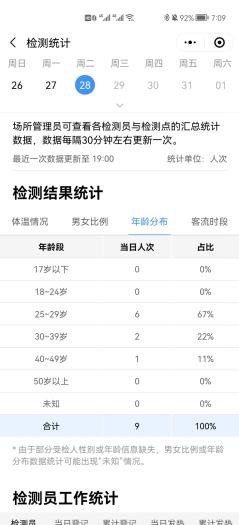 92% 7:09
检测统计
周日 周一 周二 周三 周四 周五 周六
26 27 28 29 30 31 01
场所管理员可查看各检测员与检测点的汇总统计
数据，数据每隔30分钟左右更新一次。
最近一次数据更新至 19:00 统计单位：人次
检测结果统计
体温情况 男女比例 年龄分布 客流时段
年龄段 当日人次 占比
17岁以下 0 0%
18~24岁 0 0%
25~29岁 6 67%
30~39岁 2 22%
40~49岁 1 11%
50岁以上 0 0%
未知 0 0%
合计 9 100%
* 由于部分受检人性别或年龄信息缺失，男女比例或年龄
分布数据统计可能出现"未知"情况。
检测员工作统计
检测员 当日登记 累计登记 当日发热 累计发热